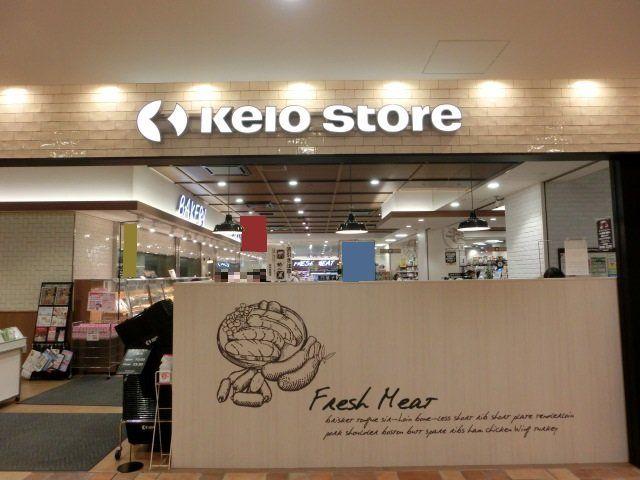 Keio Store
BAKERY
FRESH MEAT
Fresh Meat
brisket tongue sir-loin bone-less short rib short plate tenderloin
pork shoulder boston butt spare ribs ham chicken Wing turkey